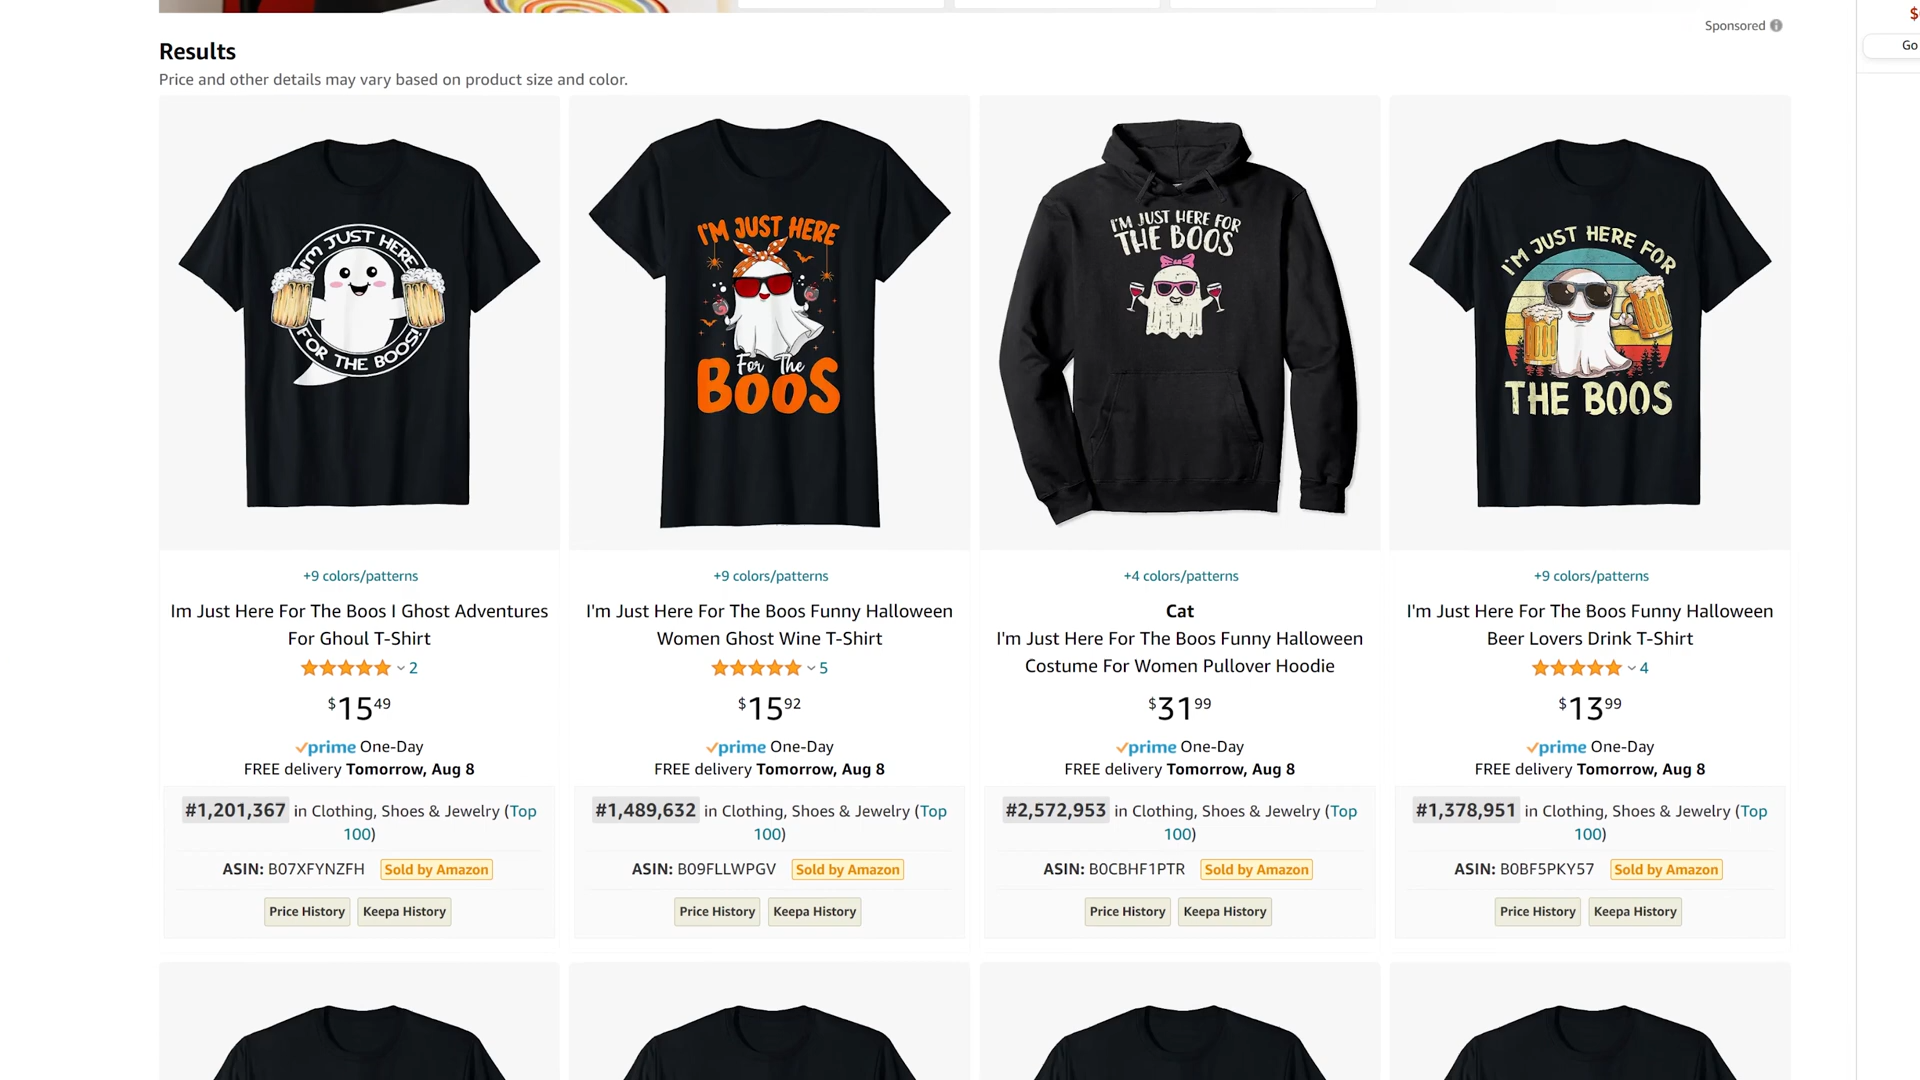 Sponsored
$
Go
Results
Price and other details may vary based on product size and color.
I'M JUST HERE
FOR THE BOOS!
I'M JUST HERE
For The
BOOS
I'M JUST HERE FOR
THE BOOS
I'M JUST HERE FOR
THE BOOS
+9 colors/patterns
Im Just Here For The Boos I Ghost Adventures
For Ghoul T-Shirt
2
$15 49
prime One-Day
FREE delivery Tomorrow, Aug 8
#1,201,367 in Clothing, Shoes & Jewelry (Top
100)
ASIN: B07XFYNZFH Sold by Amazon
Price History Keepa History
+9 colors/patterns
I'm Just Here For The Boos Funny Halloween
Women Ghost Wine T-Shirt
5
$15 92
prime One-Day
FREE delivery Tomorrow, Aug 8
#1,489,632 in Clothing, Shoes & Jewelry (Top
100)
ASIN: B09FLLWPGV Sold by Amazon
Price History Keepa History
+4 colors/patterns
Cat
I'm Just Here For The Boos Funny Halloween
Costume For Women Pullover Hoodie
$31 99
prime One-Day
FREE delivery Tomorrow, Aug 8
#2,572,953 in Clothing, Shoes & Jewelry (Top
100)
ASIN: B0CBHF1PTR Sold by Amazon
Price History Keepa History
+9 colors/patterns
I'm Just Here For The Boos Funny Halloween
Beer Lovers Drink T-Shirt
4
$13 99
prime One-Day
FREE delivery Tomorrow, Aug 8
#1,378,951 in Clothing, Shoes & Jewelry (Top
100)
ASIN: B0BF5PKY57 Sold by Amazon
Price History Keepa History